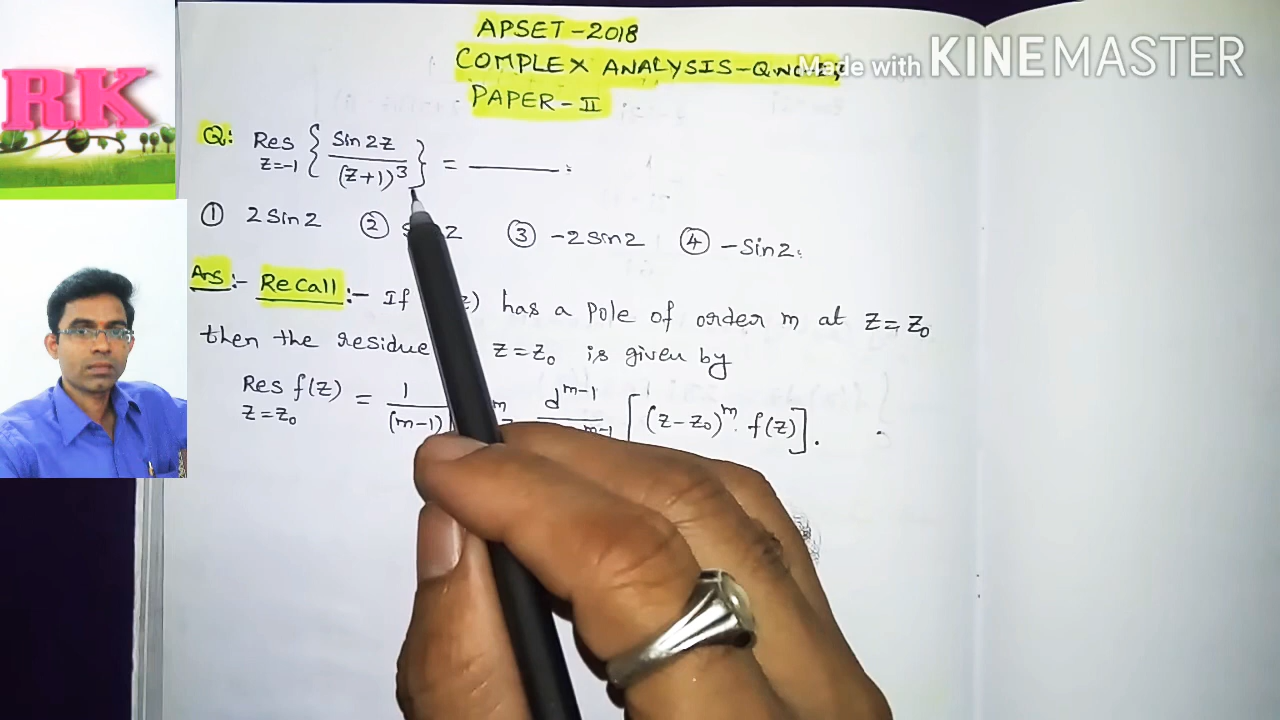 APSET-2018
COMPLEX ANALYSIS-Q.NO:
Made with KINEMASTER
PAPER-II
RK
Q: Res { sin 2z / (z+1)^3 } = ______ :
z=-1
① 2 sin 2 ② ③ -2 sin 2 ④ -sin 2:
Ans:- Recall :- If z) has a pole of order m at z=z₀
then the residue z=z₀ is given by
Res f(z) = 1/(m-1) d^{m-1} [ (z-z₀)^m . f(z) ].
z=z₀